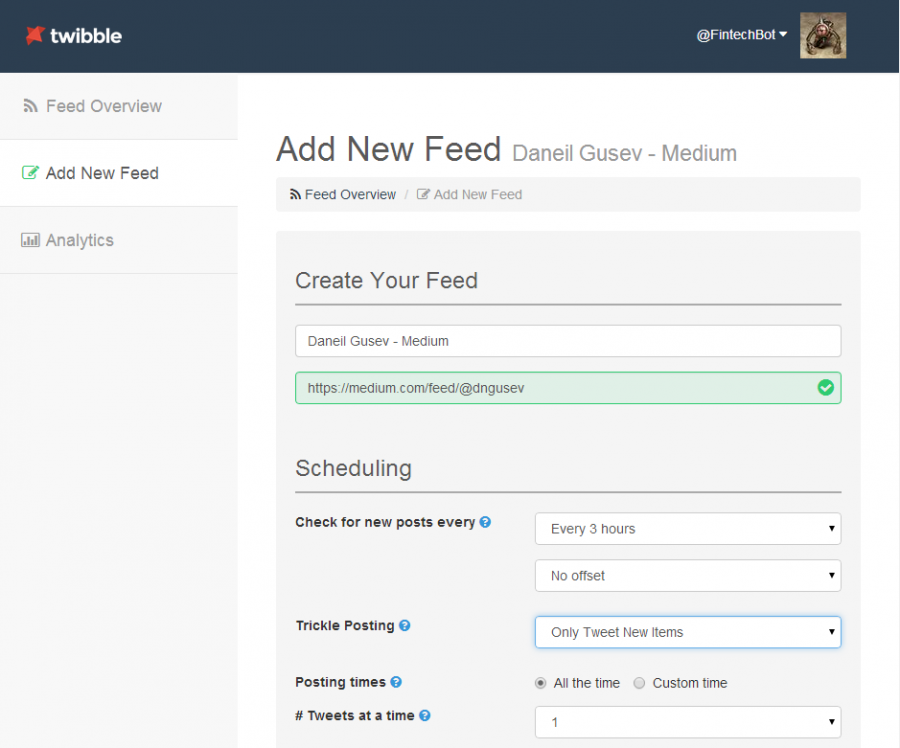 twibble
@FintechBot
Feed Overview
Add New Feed
Analytics
Add New Feed Daneil Gusev - Medium
Feed Overview / Add New Feed
Create Your Feed
Daneil Gusev - Medium
https://medium.com/feed/@dngusev
Scheduling
Check for new posts every ? Every 3 hours
No offset
Trickle Posting ? Only Tweet New Items
Posting times ? All the time Custom time
# Tweets at a time ? 1